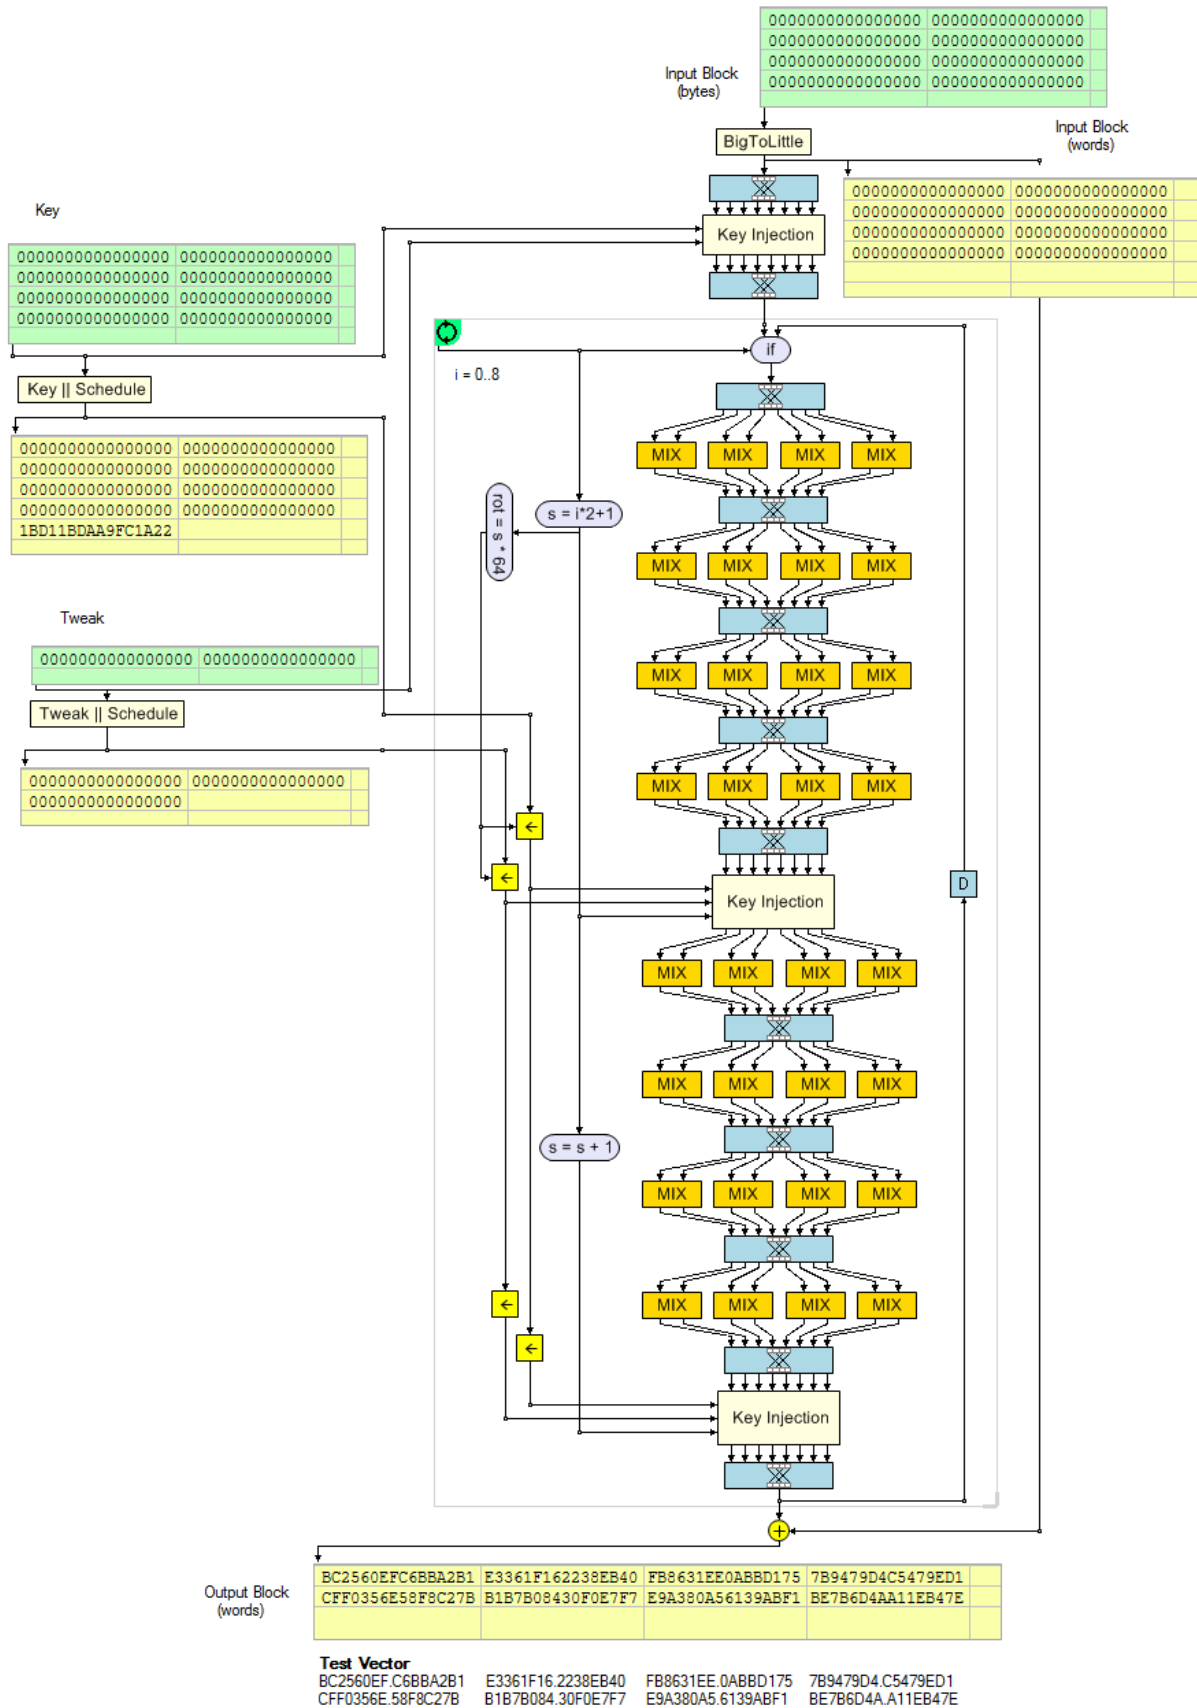 0000000000000000 0000000000000000
0000000000000000 0000000000000000
0000000000000000 0000000000000000
0000000000000000 0000000000000000
Input Block
(bytes)
BigToLittle
Input Block
(words)
0000000000000000 0000000000000000
0000000000000000 0000000000000000
0000000000000000 0000000000000000
0000000000000000 0000000000000000
Key
Key Injection
0000000000000000 0000000000000000
0000000000000000 0000000000000000
0000000000000000 0000000000000000
0000000000000000 0000000000000000
if
i = 0..8
Key || Schedule
0000000000000000 0000000000000000
0000000000000000 0000000000000000
0000000000000000 0000000000000000
0000000000000000 0000000000000000
1BD11BDAA9FC1A22
MIX MIX MIX MIX
s = i*2+1
rot = s * 64
MIX MIX MIX MIX
Tweak
0000000000000000 0000000000000000
Tweak || Schedule
0000000000000000 0000000000000000
0000000000000000
MIX MIX MIX MIX
MIX MIX MIX MIX
Key Injection
D
MIX MIX MIX MIX
MIX MIX MIX MIX
s = s + 1
MIX MIX MIX MIX
MIX MIX MIX MIX
Key Injection
Output Block
(words)
BC2560EFC6BBA2B1 E3361F162238EB40 FB8631EE0ABBD175 7B9479D4C5479ED1
CFF0356E58F8C27B B1B7B08430F0E7F7 E9A380A56139ABF1 BE7B6D4AA11EB47E
Test Vector
BC2560EF.C6BBA2B1 E3361F16.2238EB40 FB8631EE.0ABBD175 7B9479D4.C5479ED1
CFF0356E.58F8C27B B1B7B084.30F0E7F7 E9A380A5.6139ABF1 BE7B6D4A.A11EB47E